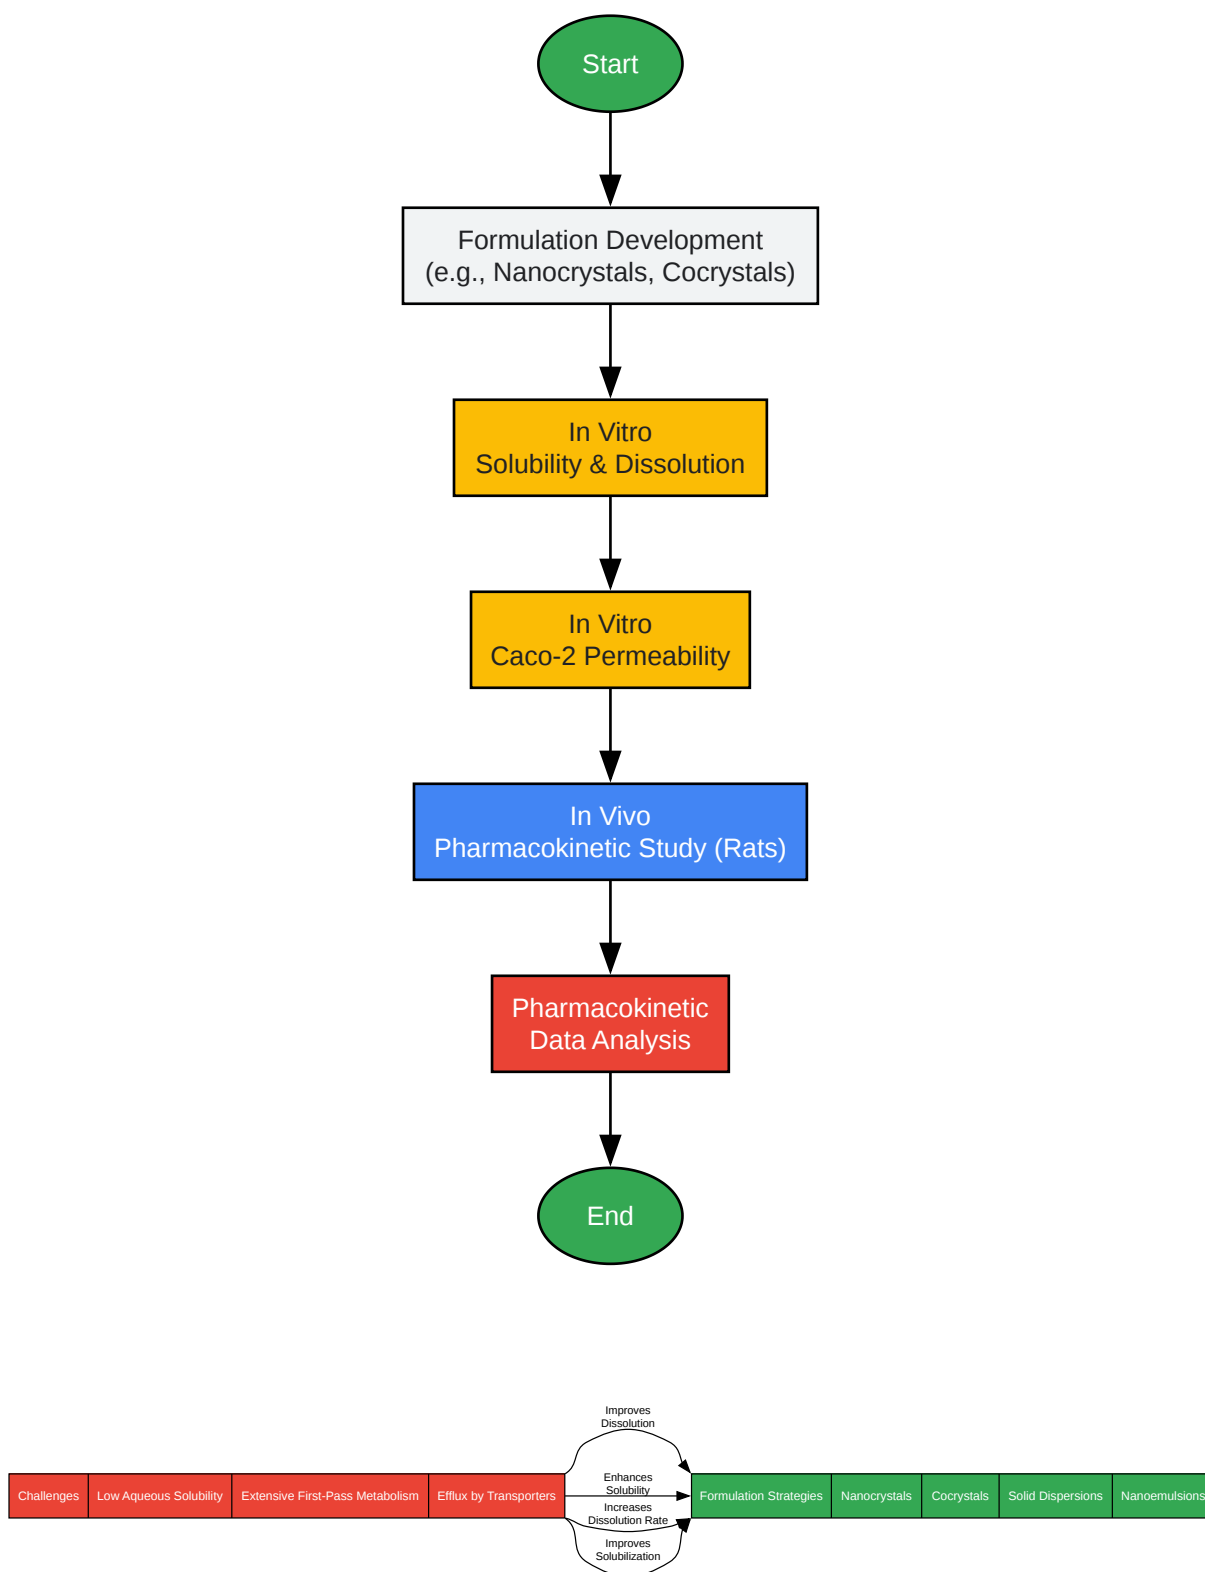 Start
Formulation Development
(e.g., Nanocrystals, Cocrystals)
In Vitro
Solubility & Dissolution
In Vitro
Caco-2 Permeability
In Vivo
Pharmacokinetic Study (Rats)
Pharmacokinetic
Data Analysis
End
Improves
Dissolution
Challenges
Low Aqueous Solubility
Extensive First-Pass Metabolism
Efflux by Transporters
Enhances
Solubility
Increases
Dissolution Rate
Improves
Solubilization
Formulation Strategies
Nanocrystals
Cocrystals
Solid Dispersions
Nanoemulsions